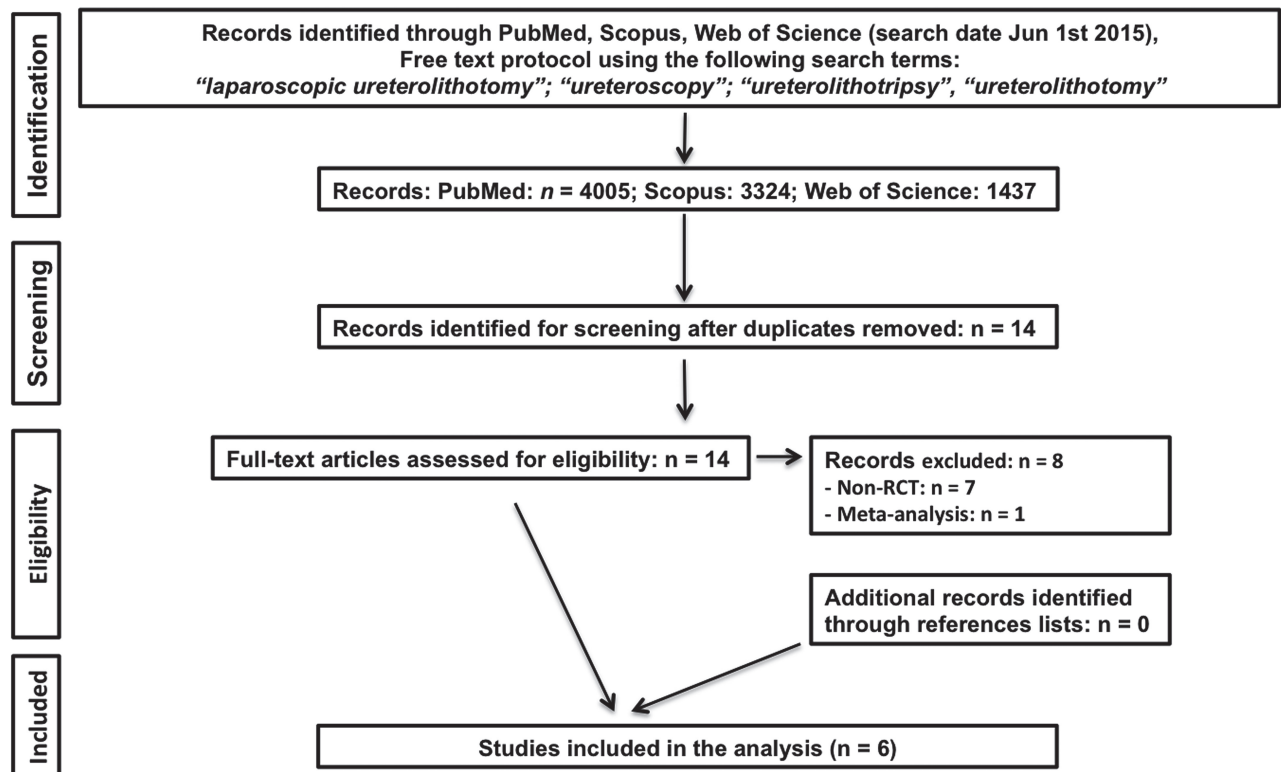 Identification
Records identified through PubMed, Scopus, Web of Science (search date Jun 1st 2015),
Free text protocol using the following search terms:
“laparoscopic ureterolithotomy”; “ureteroscopy”; “ureterolithotripsy”, “ureterolithotomy”
Records: PubMed: n = 4005; Scopus: 3324; Web of Science: 1437
Screening
Records identified for screening after duplicates removed: n = 14
Eligibility
Full-text articles assessed for eligibility: n = 14
Records excluded: n = 8
- Non-RCT: n = 7
- Meta-analysis: n = 1
Additional records identified
through references lists: n = 0
Included
Studies included in the analysis (n = 6)